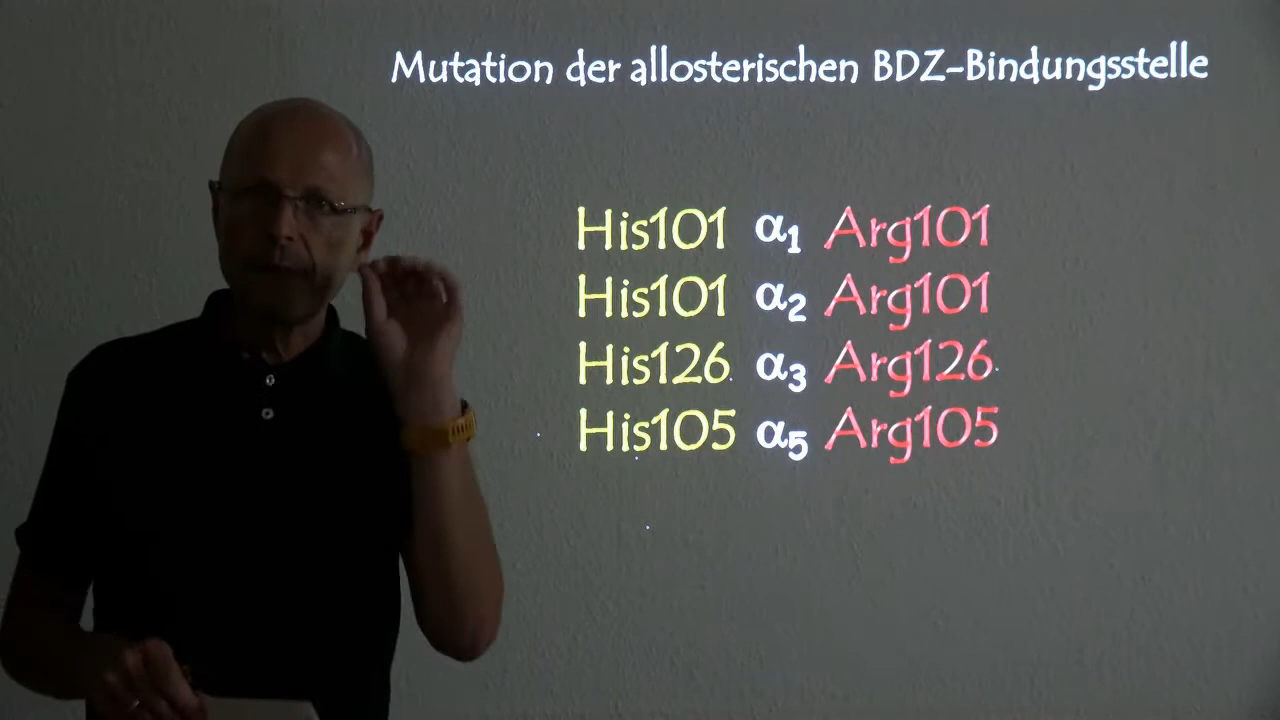 Mutation der allosterischen BDZ-Bindungsstelle
His101 α₁ Arg101
His101 α₂ Arg101
His126 α₃ Arg126
His105 α₅ Arg105